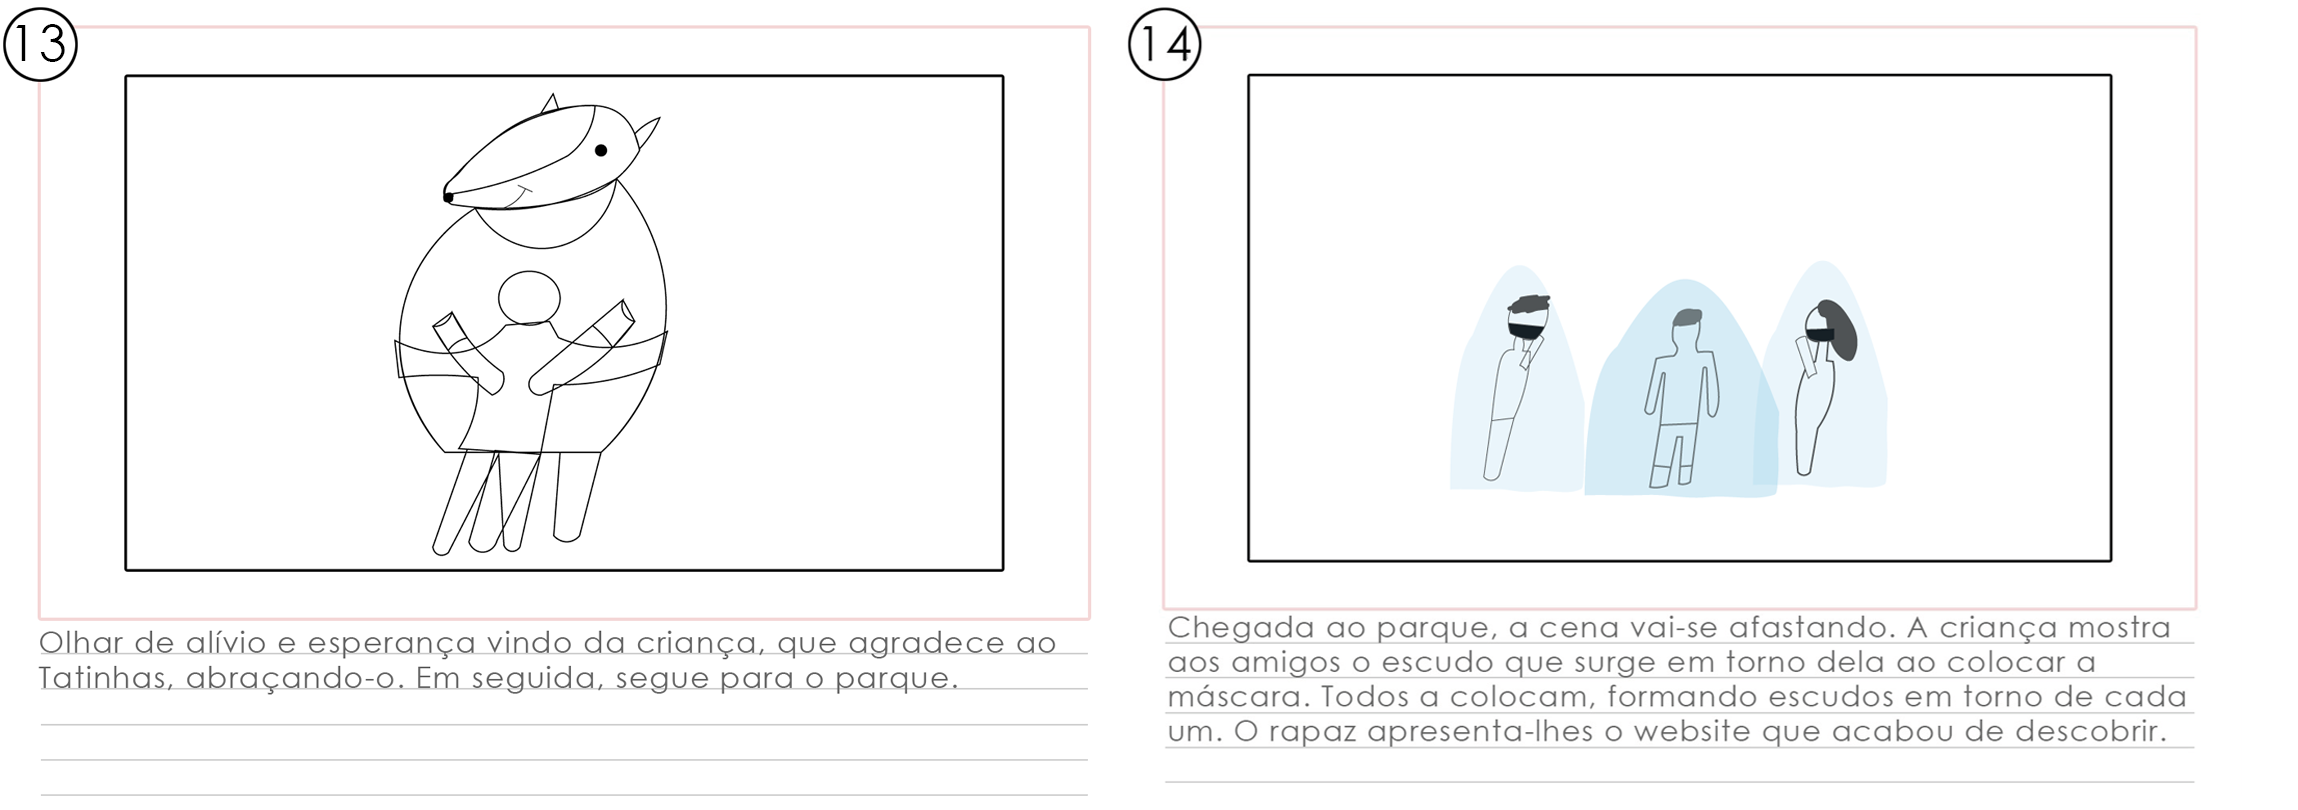 13
Olhar de alívio e esperança vindo da criança, que agradece ao
Tatinhas, abraçando-o. Em seguida, segue para o parque.
14
Chegada ao parque, a cena vai-se afastando. A criança mostra
aos amigos o escudo que surge em torno dela ao colocar a
máscara. Todos a colocam, formando escudos em torno de cada
um. O rapaz apresenta-lhes o website que acabou de descobrir.